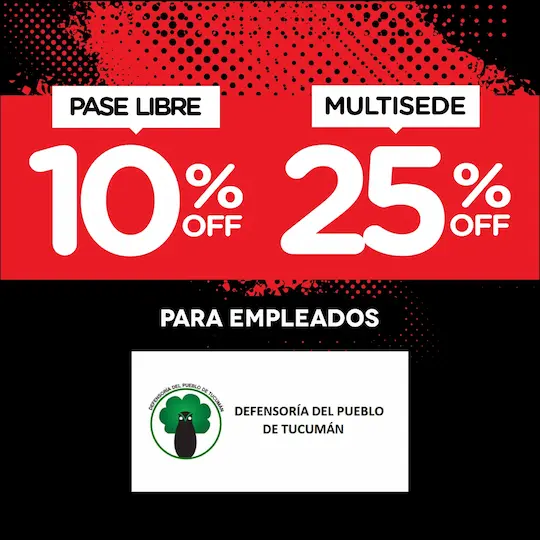 PASE LIBRE
10% OFF
MULTISEDE
25% OFF
PARA EMPLEADOS
DEFENSORÍA DEL PUEBLO DE TUCUMÁN
DEFENSORÍA DEL PUEBLO
DE TUCUMÁN